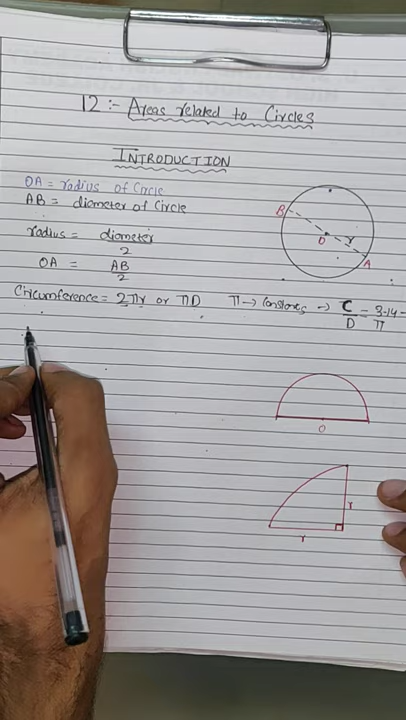 12 :- Areas related to Circles
INTRODUCTION
OA = radius of Circle
AB = diameter of Circle
radius = diameter
2
OA = AB
2
Circumference = 2πr or πD π → Constant → C = 3.14-
D π
B
O
r
A
O
r
r